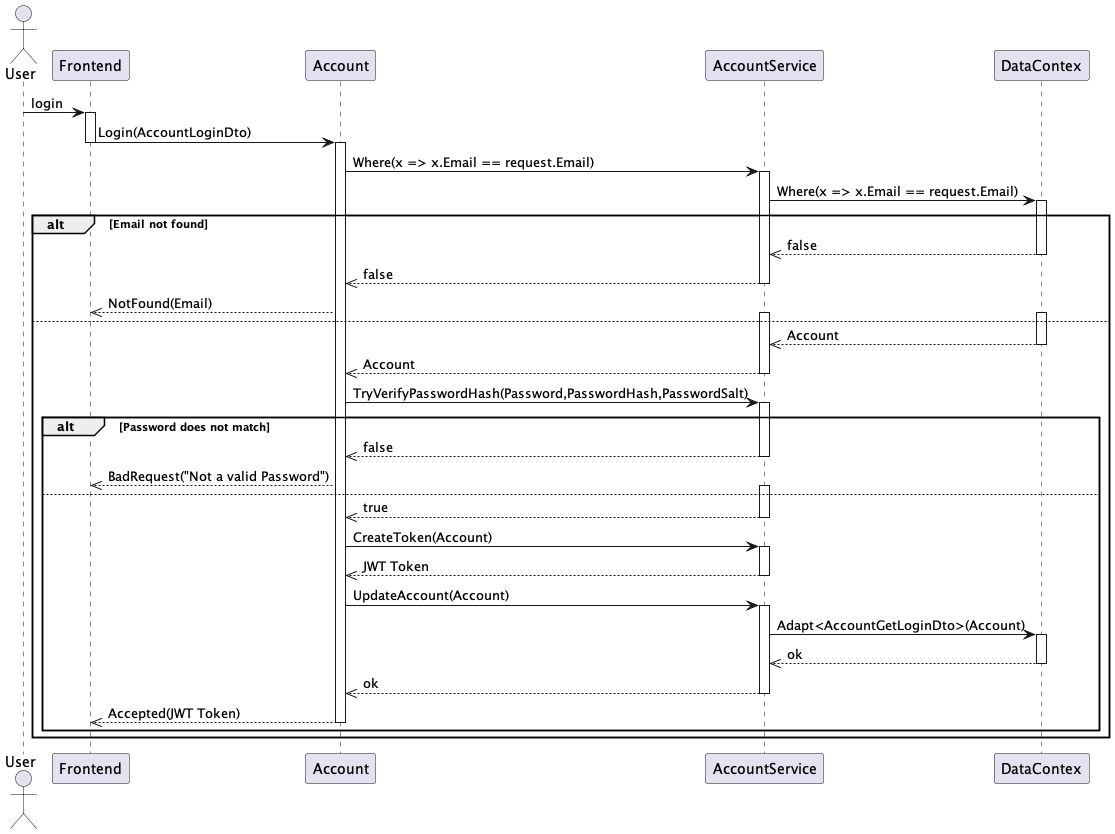 User
Frontend
Account
AccountService
DataContex
login
Login(AccountLoginDto)
Where(x => x.Email == request.Email)
Where(x => x.Email == request.Email)
alt
[Email not found]
false
false
NotFound(Email)
Account
Account
TryVerifyPasswordHash(Password,PasswordHash,PasswordSalt)
alt
[Password does not match]
false
BadRequest("Not a valid Password")
true
CreateToken(Account)
JWT Token
UpdateAccount(Account)
Adapt<AccountGetLoginDto>(Account)
ok
ok
Accepted(JWT Token)
User
Frontend
Account
AccountService
DataContex